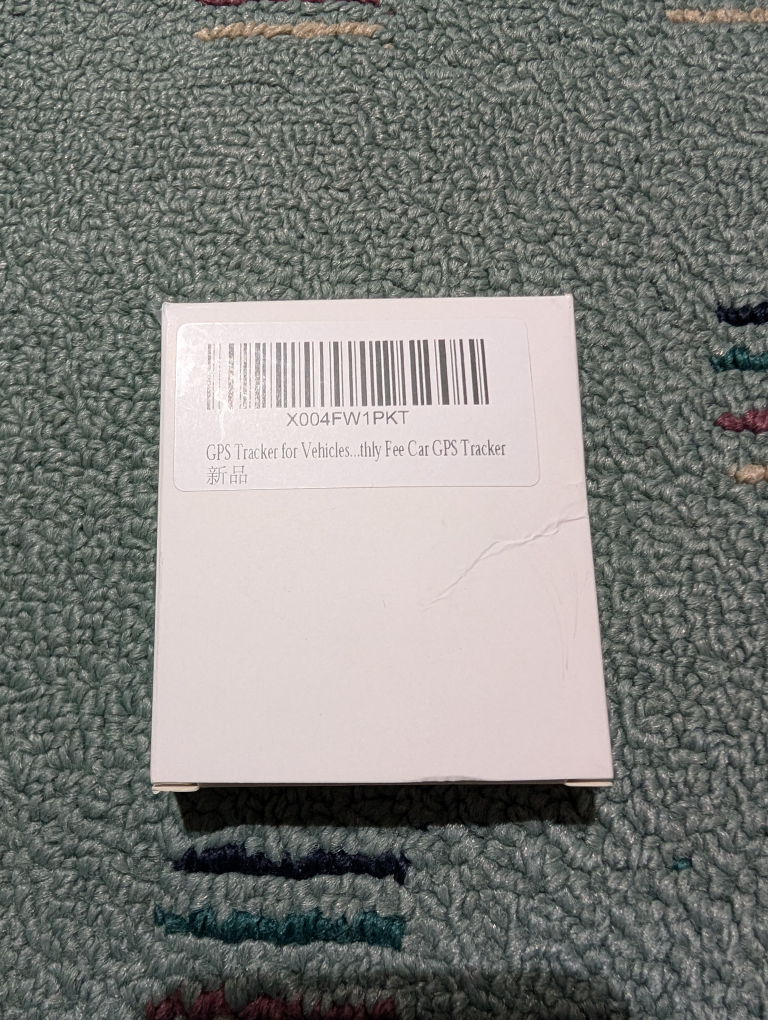 X004FW1PKT
GPS Tracker for Vehicles...thly Fee Car GPS Tracker
新品